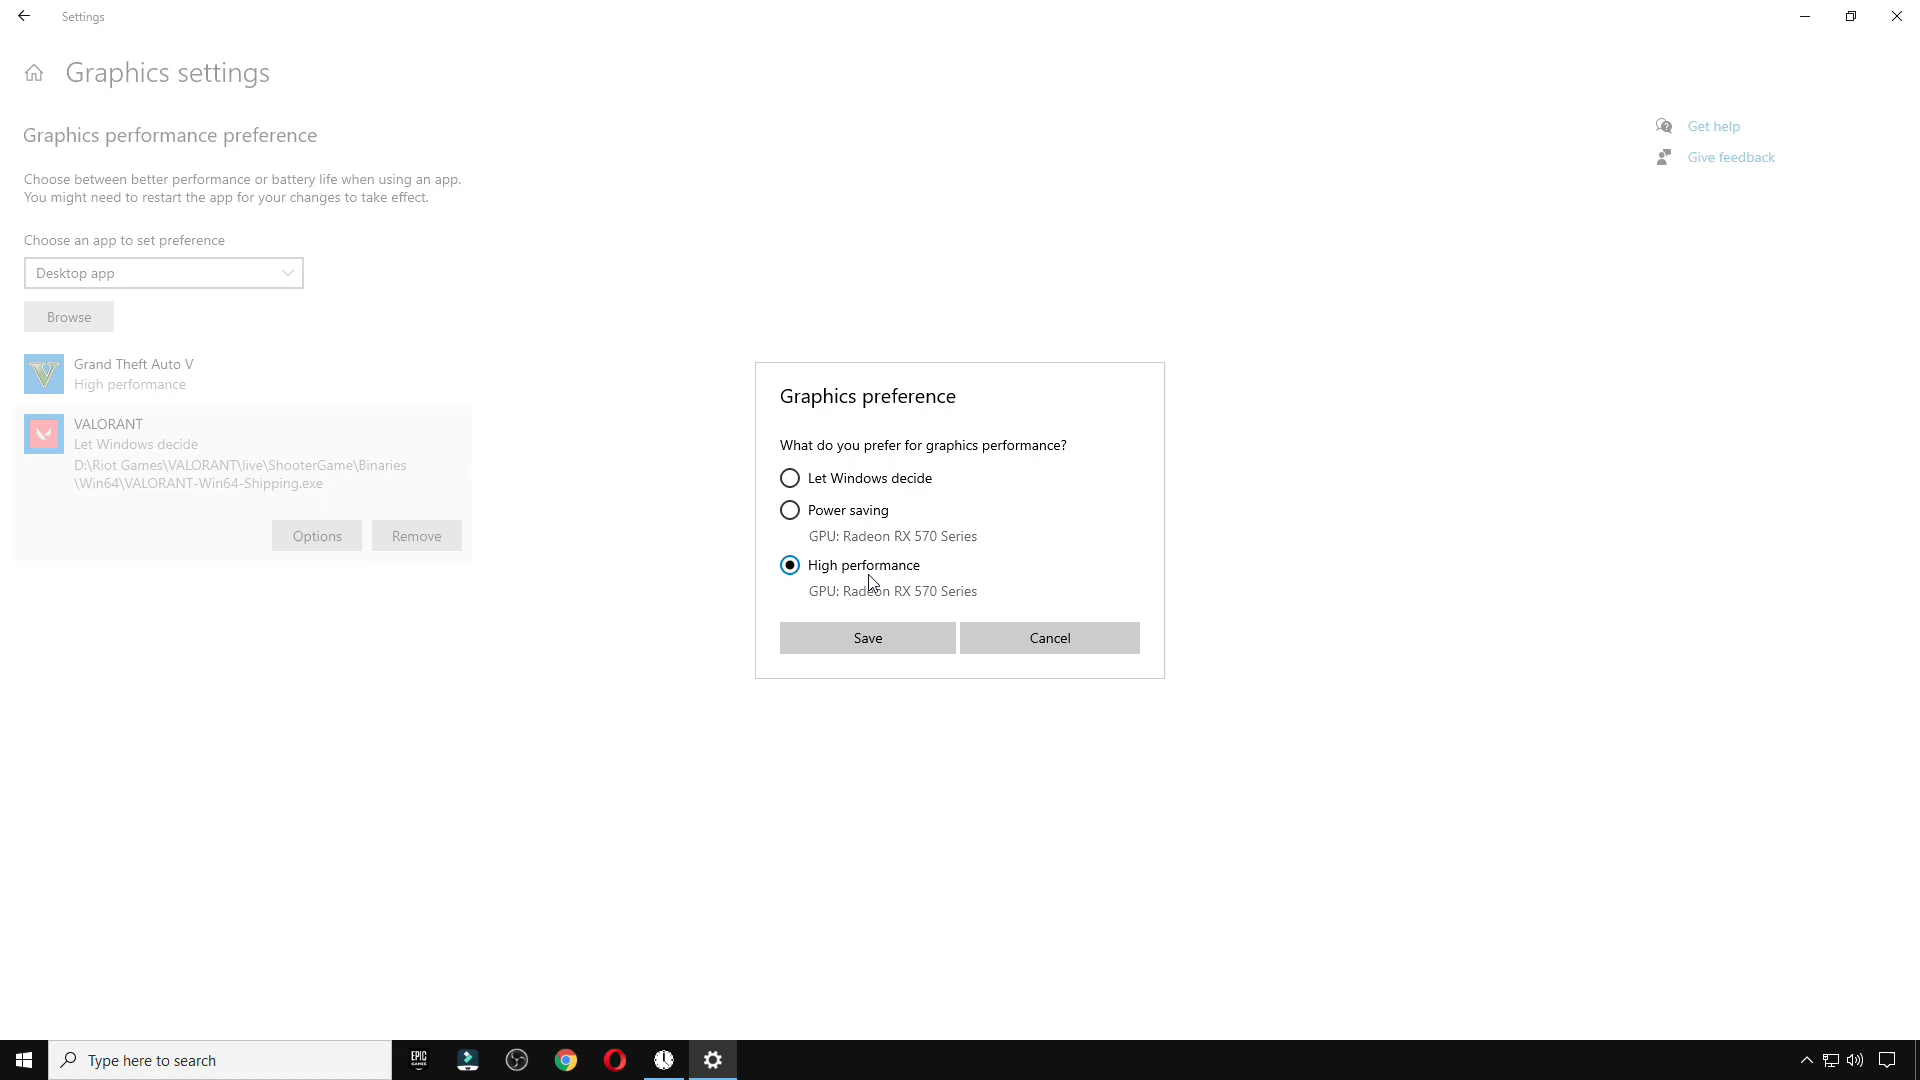 Settings
Graphics settings
Graphics performance preference
Choose between better performance or battery life when using an app.
You might need to restart the app for your changes to take effect.
Choose an app to set preference
Desktop app
Browse
Grand Theft Auto V
High performance
VALORANT
Let Windows decide
D:\Riot Games\VALORANT\live\ShooterGame\Binaries
\Win64\VALORANT-Win64-Shipping.exe
Options
Remove
Get help
Give feedback
Graphics preference
What do you prefer for graphics performance?
Let Windows decide
Power saving
GPU: Radeon RX 570 Series
High performance
GPU: Radeon RX 570 Series
Save
Cancel
Type here to search
EPIC
GAMES